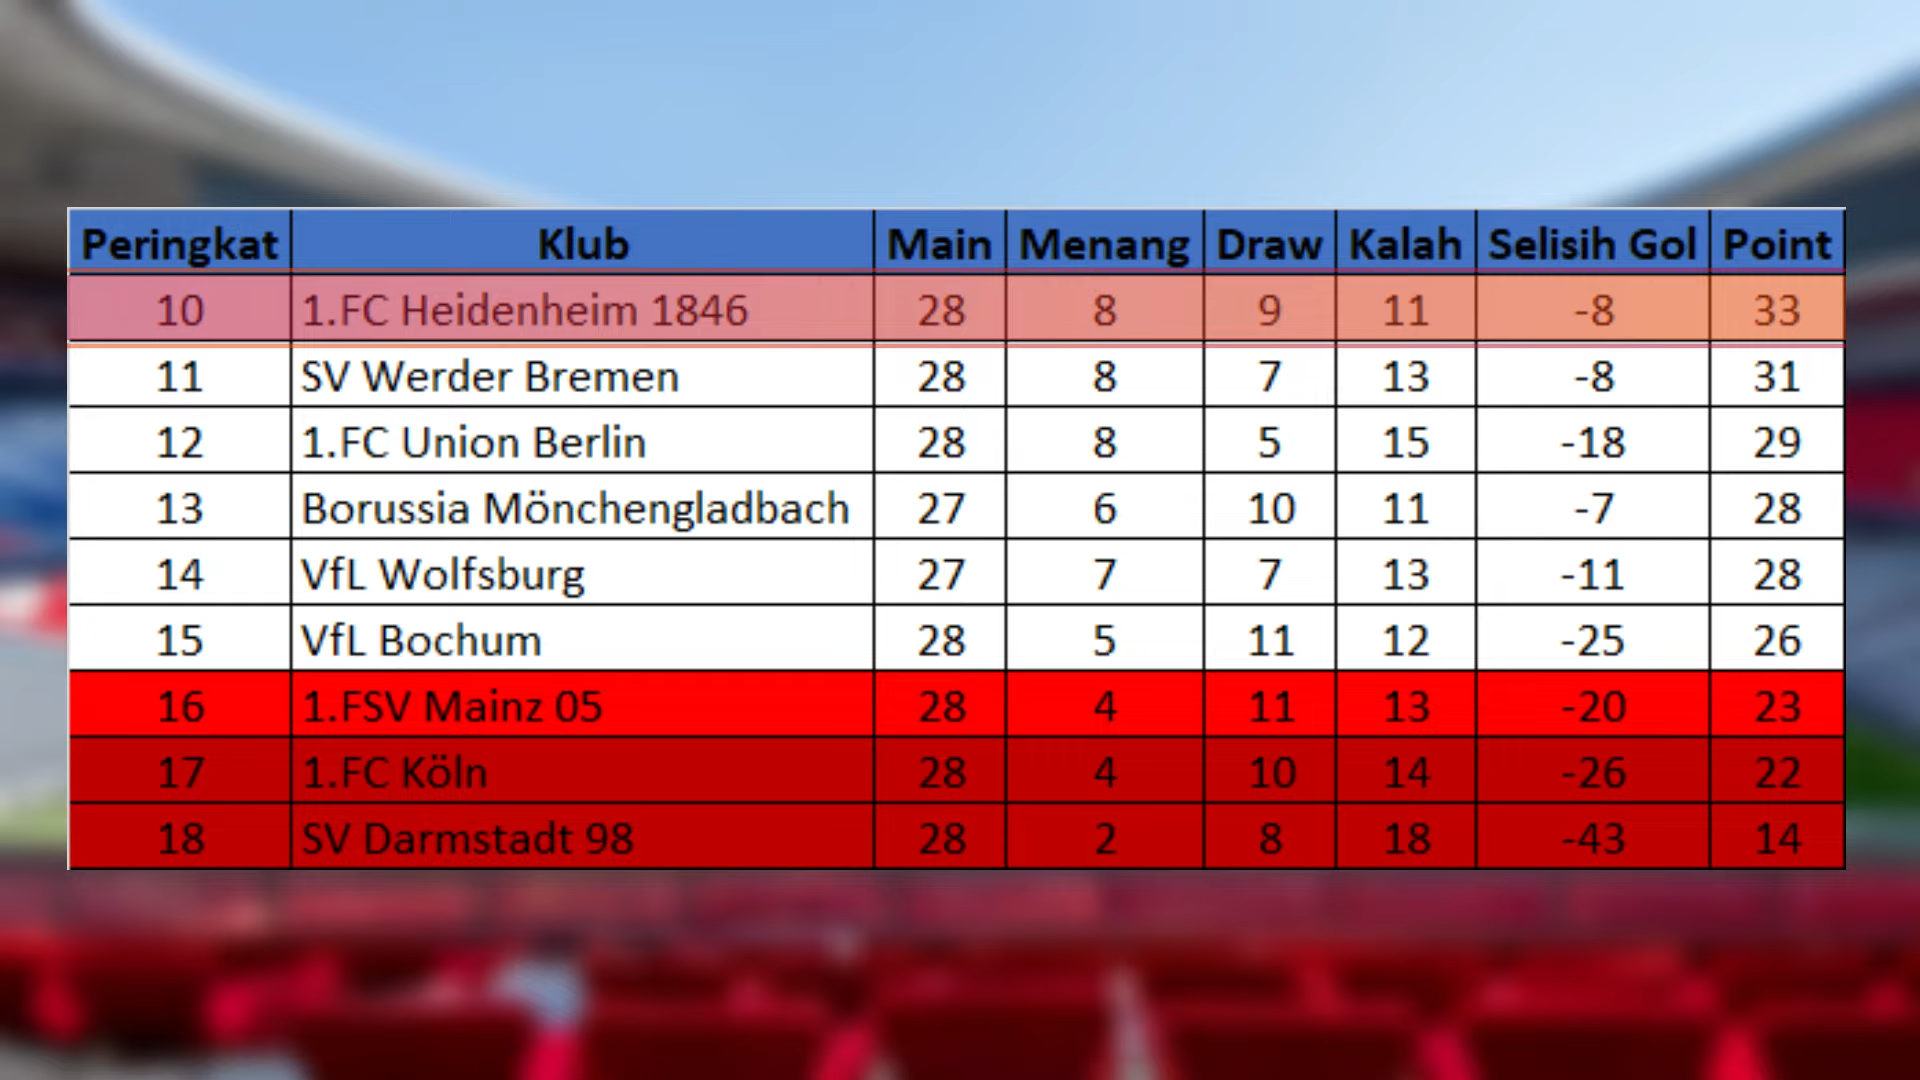 Peringkat Klub Main Menang Draw Kalah Selisih Gol Point
10 1.FC Heidenheim 1846 28 8 9 11 -8 33
11 SV Werder Bremen 28 8 7 13 -8 31
12 1.FC Union Berlin 28 8 5 15 -18 29
13 Borussia Mönchengladbach 27 6 10 11 -7 28
14 VfL Wolfsburg 27 7 7 13 -11 28
15 VfL Bochum 28 5 11 12 -25 26
16 1.FSV Mainz 05 28 4 11 13 -20 23
17 1.FC Köln 28 4 10 14 -26 22
18 SV Darmstadt 98 28 2 8 18 -43 14